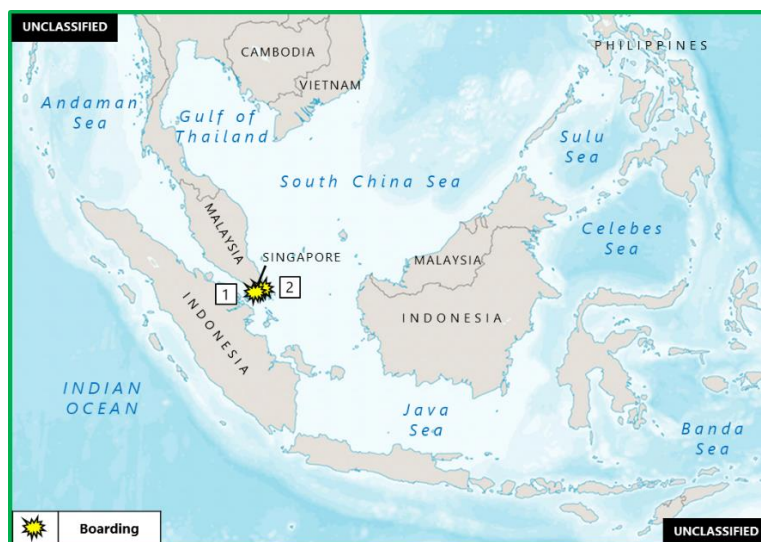 UNCLASSIFIED
PHILIPPINES
CAMBODIA
VIETNAM
Andaman
Sea
Gulf of
Thailand
Sulu
Sea
South China Sea
Celebes
Sea
MALAYSIA
SINGAPORE
MALAYSIA
1
2
INDONESIA
INDONESIA
INDIAN
OCEAN
Java
Sea
Banda
Sea
Boarding
UNCLASSIFIED